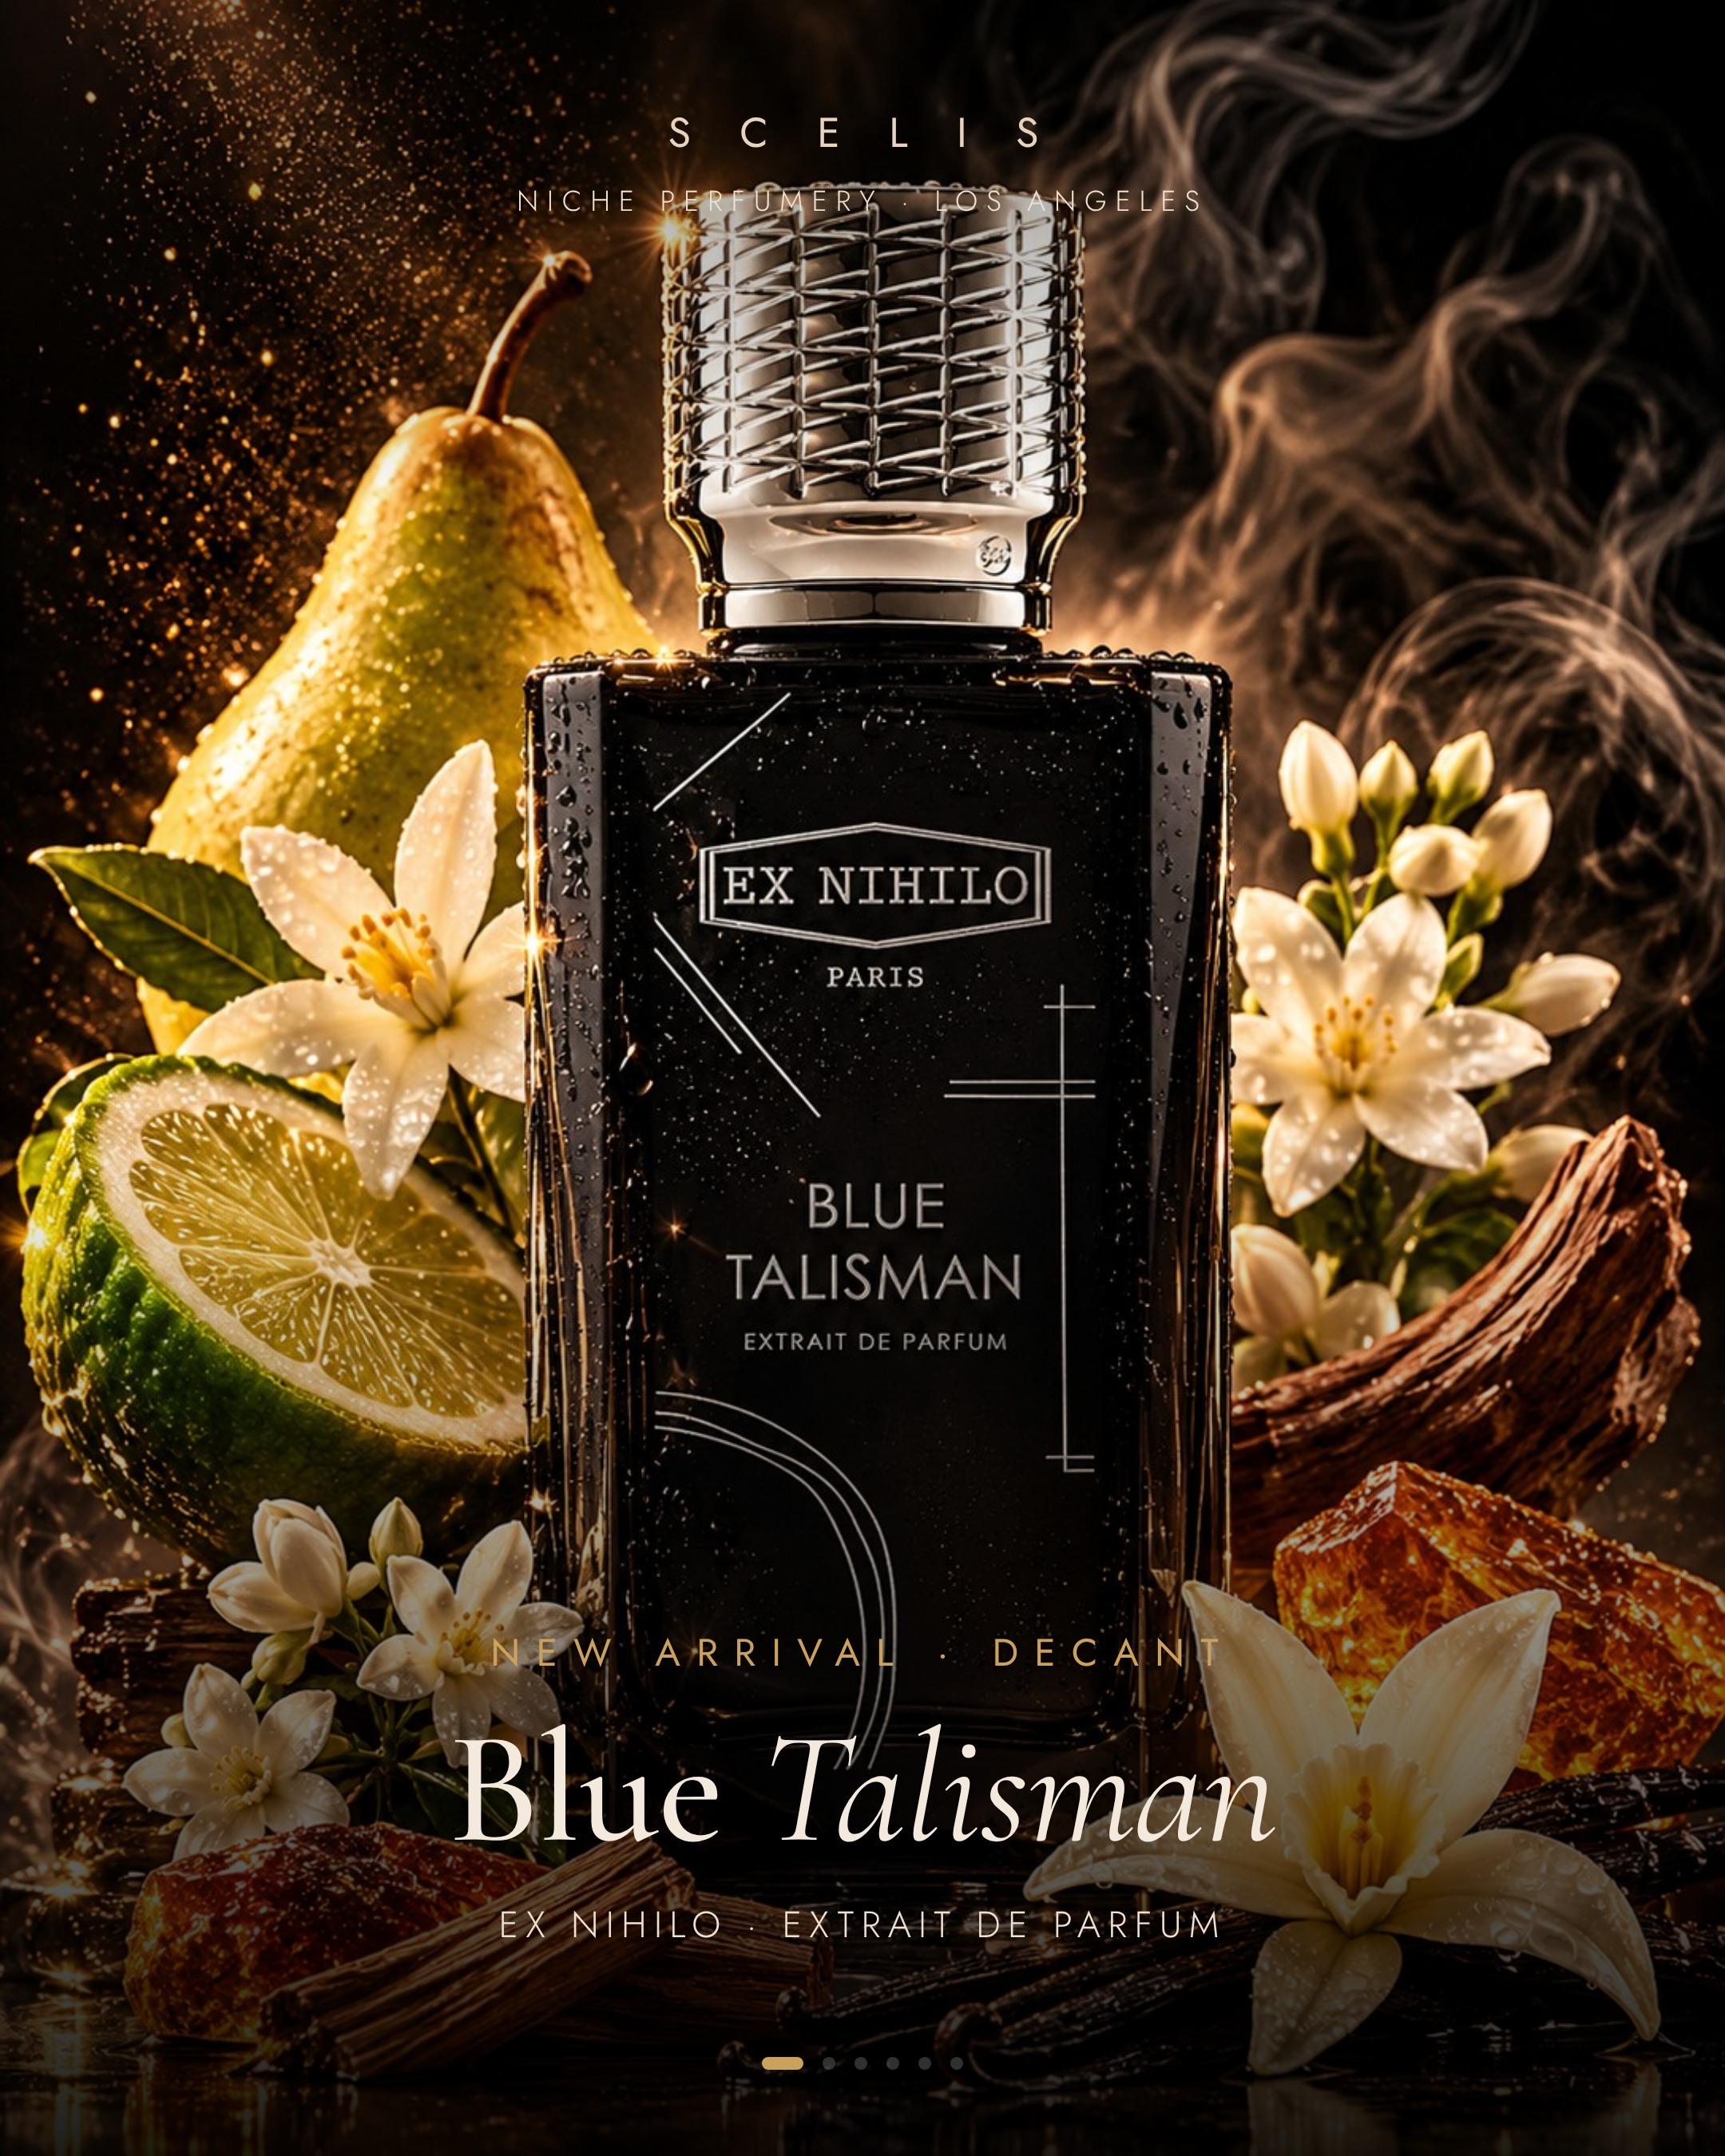 SCELIS
NICHE PERFUMERY · LOS ANGELES
EX NIHILO
PARIS
BLUE
TALISMAN
EXTRAIT DE PARFUM
NEW ARRIVAL · DECANT
Blue Talisman
EX NIHILO · EXTRAIT DE PARFUM